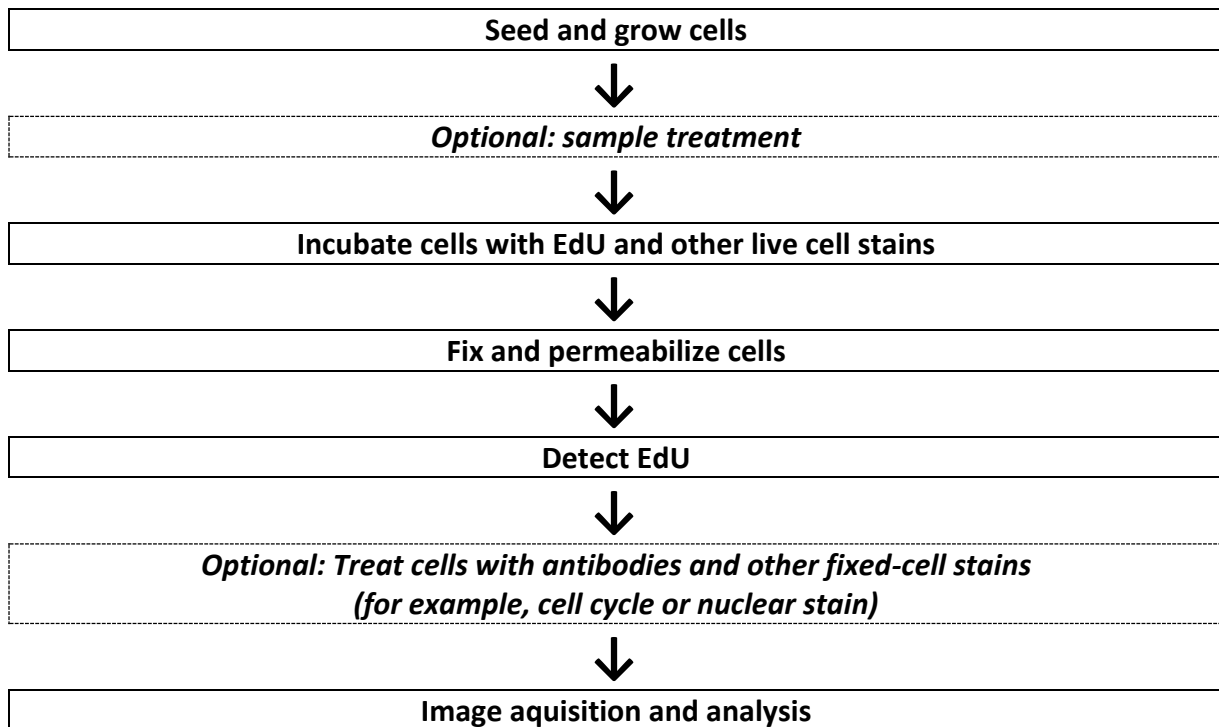 Seed and grow cells
Optional: sample treatment
Incubate cells with EdU and other live cell stains
Fix and permeabilize cells
Detect EdU
Optional: Treat cells with antibodies and other fixed-cell stains
(for example, cell cycle or nuclear stain)
Image aquisition and analysis